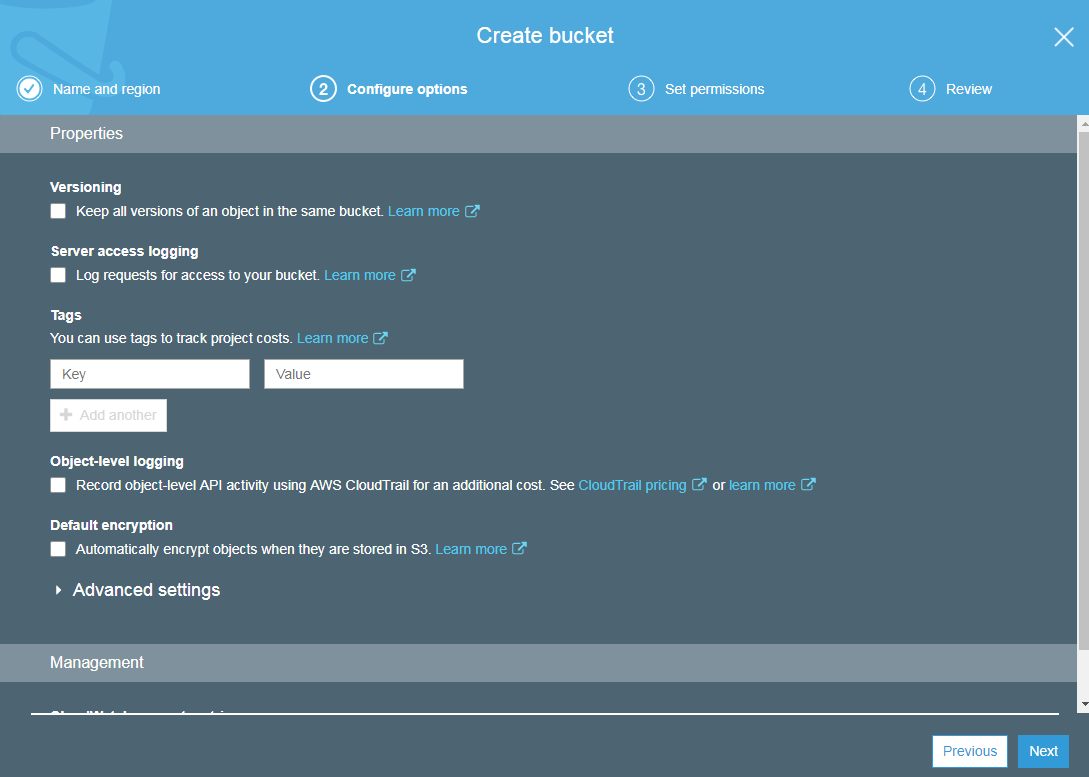 Create bucket
Name and region
2 Configure options
3 Set permissions
4 Review
Properties
Versioning
Keep all versions of an object in the same bucket. Learn more
Server access logging
Log requests for access to your bucket. Learn more
Tags
You can use tags to track project costs. Learn more
Key Value
Add another
Object-level logging
Record object-level API activity using AWS CloudTrail for an additional cost. See CloudTrail pricing or learn more
Default encryption
Automatically encrypt objects when they are stored in S3. Learn more
Advanced settings
Management
Previous Next